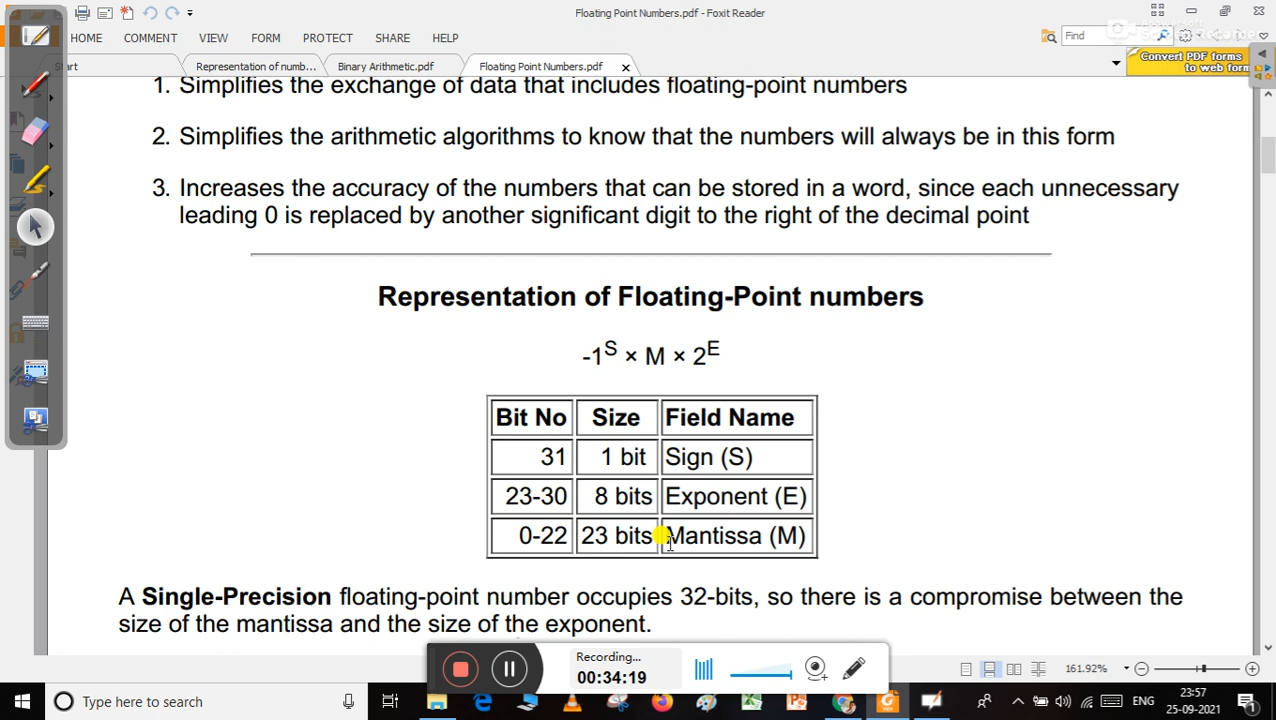 Floating Point Numbers.pdf - Foxit Reader
HOME COMMENT VIEW FORM PROTECT SHARE HELP
Find
Start
Representation of numb...
Binary Arithmetic.pdf
Floating Point Numbers.pdf
Convert PDF forms
to web form
1. Simplifies the exchange of data that includes floating-point numbers
2. Simplifies the arithmetic algorithms to know that the numbers will always be in this form
3. Increases the accuracy of the numbers that can be stored in a word, since each unnecessary
leading 0 is replaced by another significant digit to the right of the decimal point
Representation of Floating-Point numbers
-1^S × M × 2^E
Bit No Size Field Name
31 1 bit Sign (S)
23-30 8 bits Exponent (E)
0-22 23 bits Mantissa (M)
A Single-Precision floating-point number occupies 32-bits, so there is a compromise between the
size of the mantissa and the size of the exponent.
Recording...
00:34:19
161.92%
Type here to search
ENG
23:57
25-09-2021
1